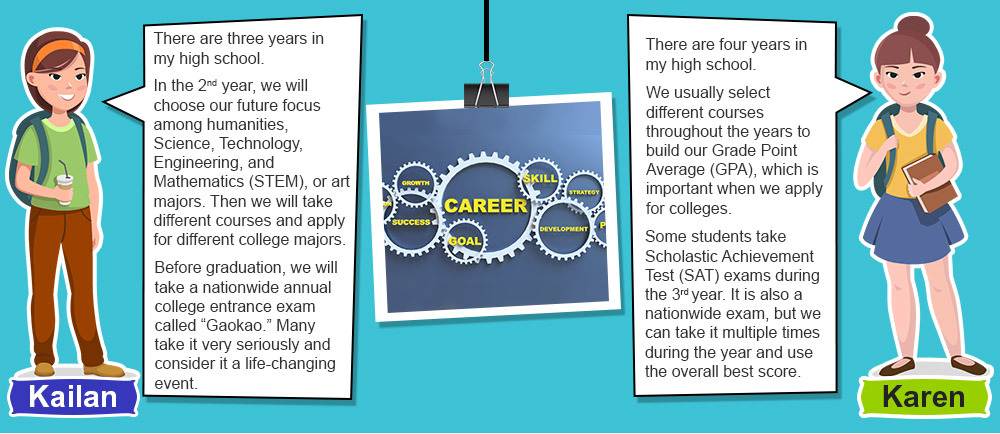 There are three years in
my high school.
In the 2nd year, we will
choose our future focus
among humanities,
Science, Technology,
Engineering, and
Mathematics (STEM), or art
majors. Then we will take
different courses and apply
for different college majors.
Before graduation, we will
take a nationwide annual
college entrance exam
called “Gaokao.” Many
take it very seriously and
consider it a life-changing
event.
Kailan
GROWTH
SUCCESS
CAREER
GOAL
SKILL
STRATEGY
DEVELOPMENT
There are four years in
my high school.
We usually select
different courses
throughout the years to
build our Grade Point
Average (GPA), which is
important when we apply
for colleges.
Some students take
Scholastic Achievement
Test (SAT) exams during
the 3rd year. It is also a
nationwide exam, but we
can take it multiple times
during the year and use
the overall best score.
Karen